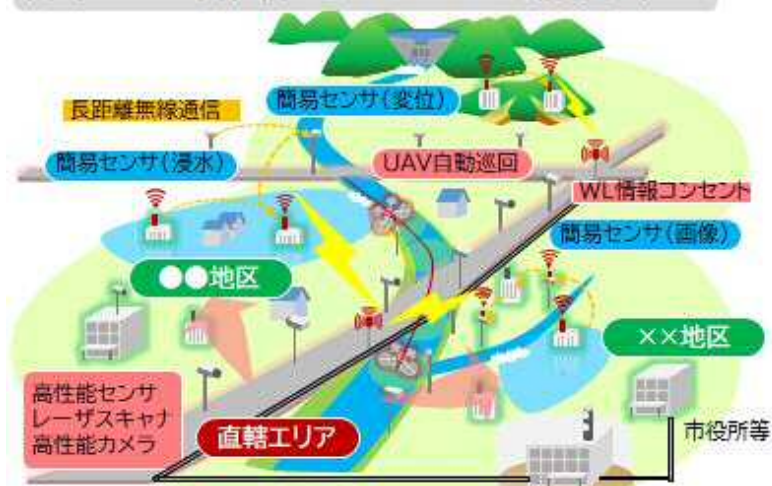 簡易センサ(変位)
長距離無線通信
簡易センサ(浸水)
UAV自動巡回
WL情報コンセント
簡易センサ(画像)
●●地区
××地区
高性能センサ
レーザスキャナ
高性能カメラ
直轄エリア
市役所等